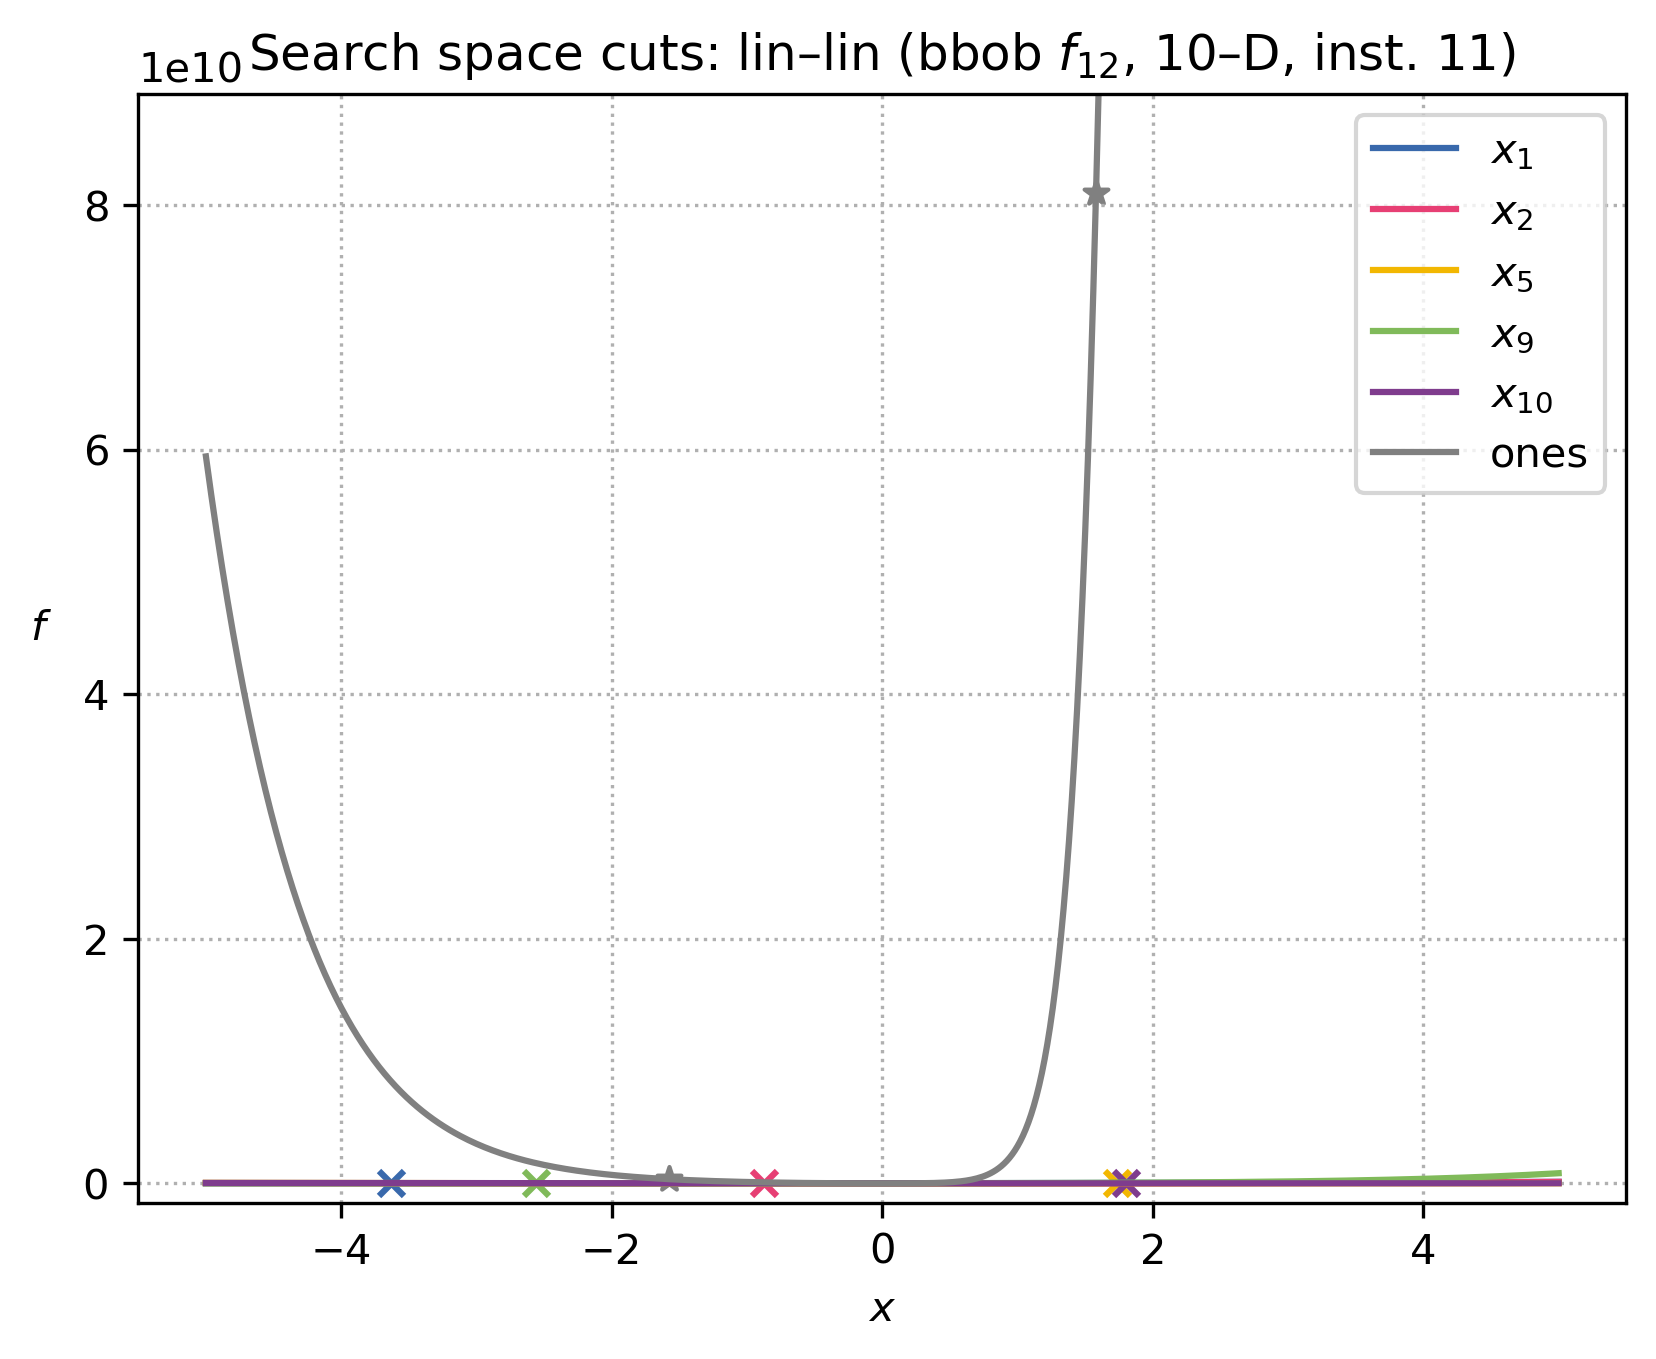 Search space cuts: lin–lin (bbob f12, 10–D, inst. 11)
1e10
x1
x2
x5
x9
x10
ones
8
6
4
2
0
f
−4 −2 0 2 4
x